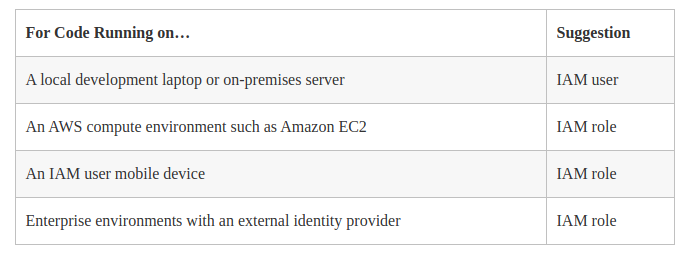 For Code Running on… Suggestion
A local development laptop or on-premises server IAM user
An AWS compute environment such as Amazon EC2 IAM role
An IAM user mobile device IAM role
Enterprise environments with an external identity provider IAM role